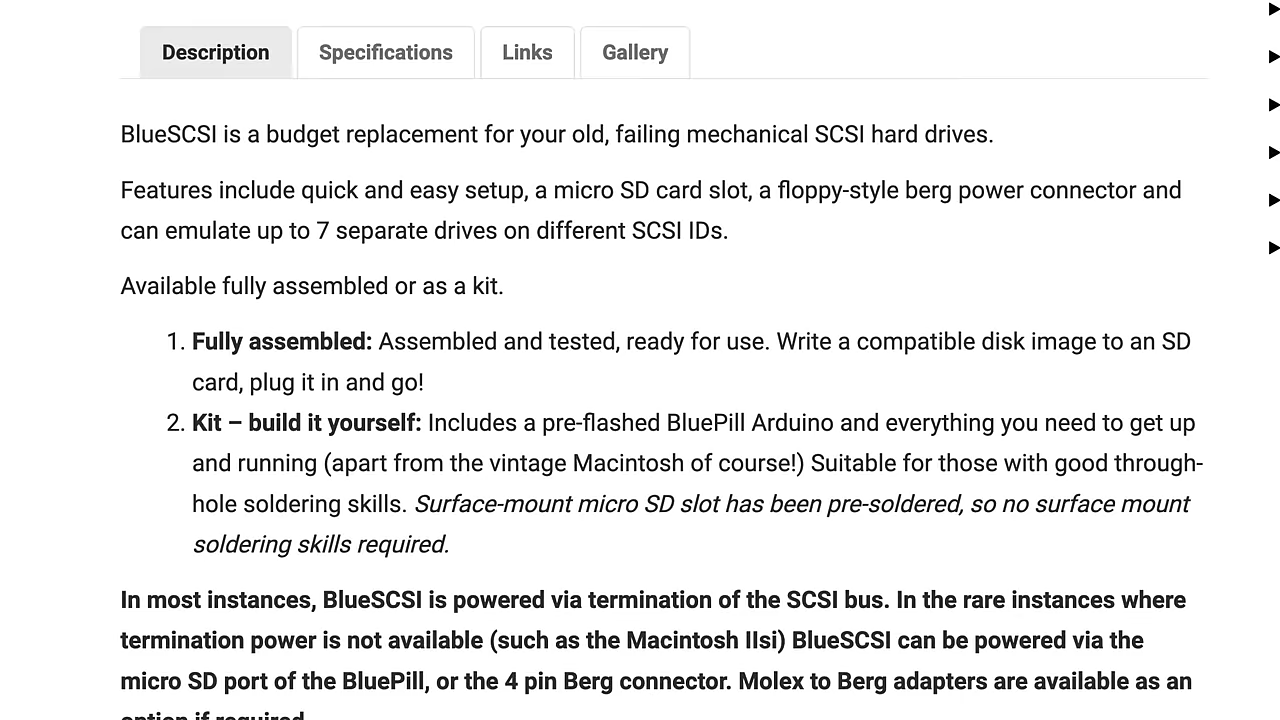 Description Specifications Links Gallery
BlueSCSI is a budget replacement for your old, failing mechanical SCSI hard drives.
Features include quick and easy setup, a micro SD card slot, a floppy-style berg power connector and
can emulate up to 7 separate drives on different SCSI IDs.
Available fully assembled or as a kit.
1. Fully assembled: Assembled and tested, ready for use. Write a compatible disk image to an SD
card, plug it in and go!
2. Kit – build it yourself: Includes a pre-flashed BluePill Arduino and everything you need to get up
and running (apart from the vintage Macintosh of course!) Suitable for those with good through-
hole soldering skills. Surface-mount micro SD slot has been pre-soldered, so no surface mount
soldering skills required.
In most instances, BlueSCSI is powered via termination of the SCSI bus. In the rare instances where
termination power is not available (such as the Macintosh IIsi) BlueSCSI can be powered via the
micro SD port of the BluePill, or the 4 pin Berg connector. Molex to Berg adapters are available as an
option if required